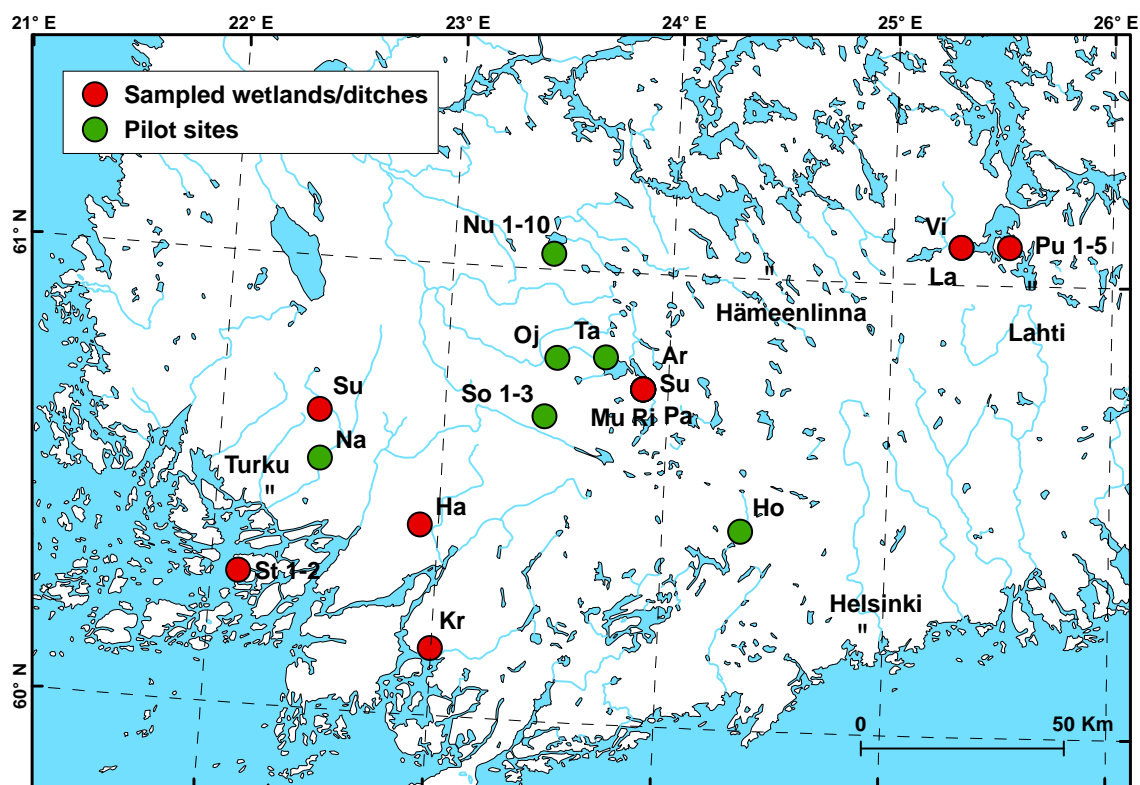 21° E
22° E
23° E
24° E
25° E
26° E
Sampled wetlands/ditches
Pilot sites
61° N
60° N
Nu 1-10
Vi
Pu 1-5
La
"
"
Hämeenlinna
Lahti
Oj
Ta
Ar
Su
So 1-3
Su
Mu Ri
Pa
Na
Turku
"
Ha
Ho
St 1-2
Kr
Helsinki
"
0
50 Km